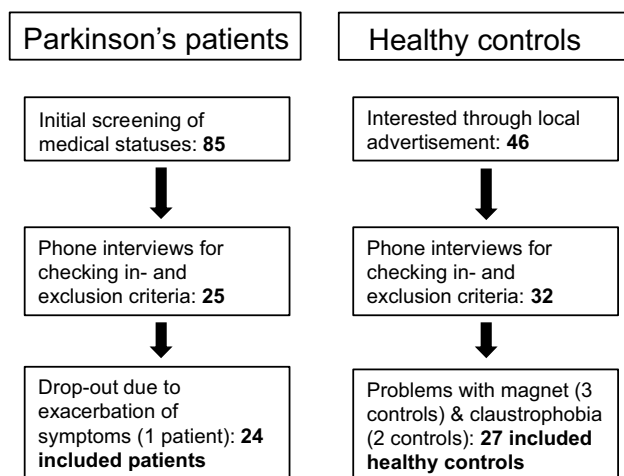 Parkinson's patients
Initial screening of
medical statuses: 85
Phone interviews for
checking in- and
exclusion criteria: 25
Drop-out due to
exacerbation of
symptoms (1 patient): 24
included patients
Healthy controls
Interested through local
advertisement: 46
Phone interviews for
checking in- and
exclusion criteria: 32
Problems with magnet (3
controls) & claustrophobia
(2 controls): 27 included
healthy controls